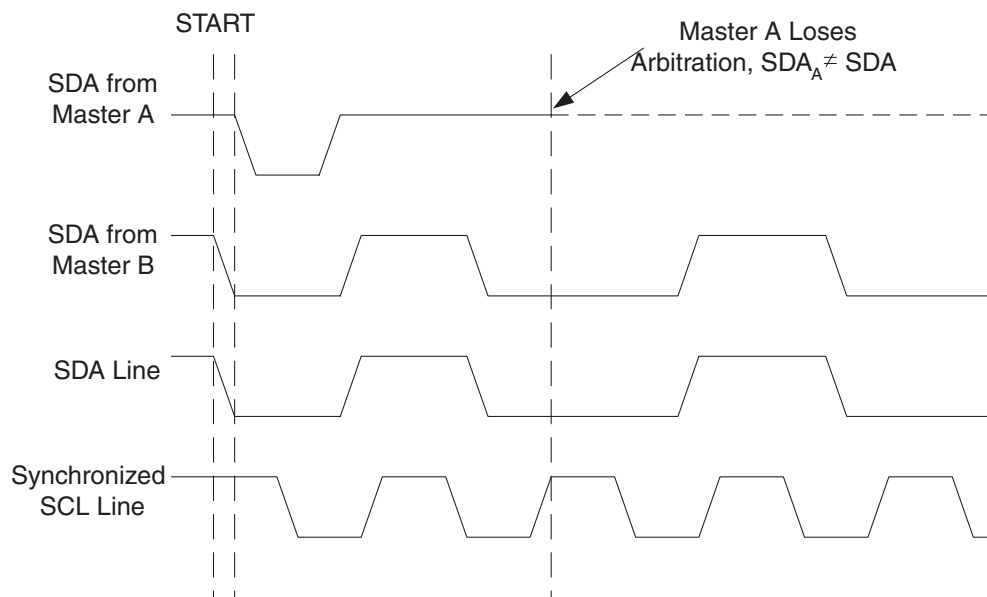 START
Master A Loses
Arbitration, SDA_A ≠ SDA
SDA from
Master A
SDA from
Master B
SDA Line
Synchronized
SCL Line